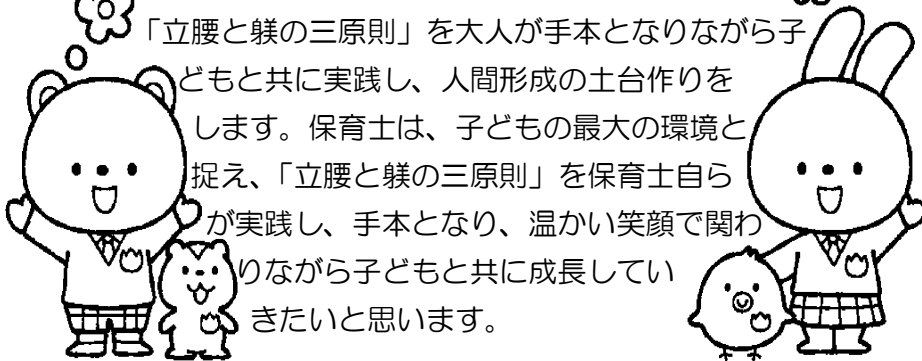 「立腰と躾の三原則」を大人が手本となりながら子
どもと共に実践し、人間形成の土台作りを
します。保育士は、子どもの最大の環境と
捉え、「立腰と躾の三原則」を保育士自ら
が実践し、手本となり、温かい笑顔で関わ
りながら子どもと共に成長してい
きたいと思います。